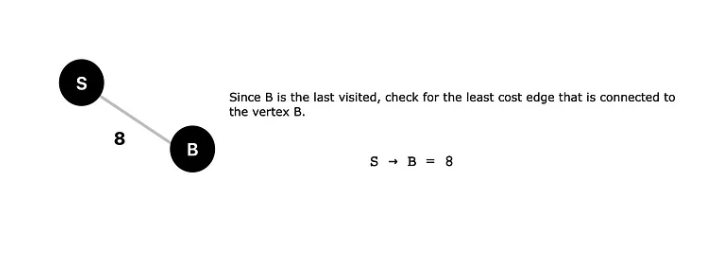 S
Since B is the last visited, check for the least cost edge that is connected to
the vertex B.
8
B
S → B = 8